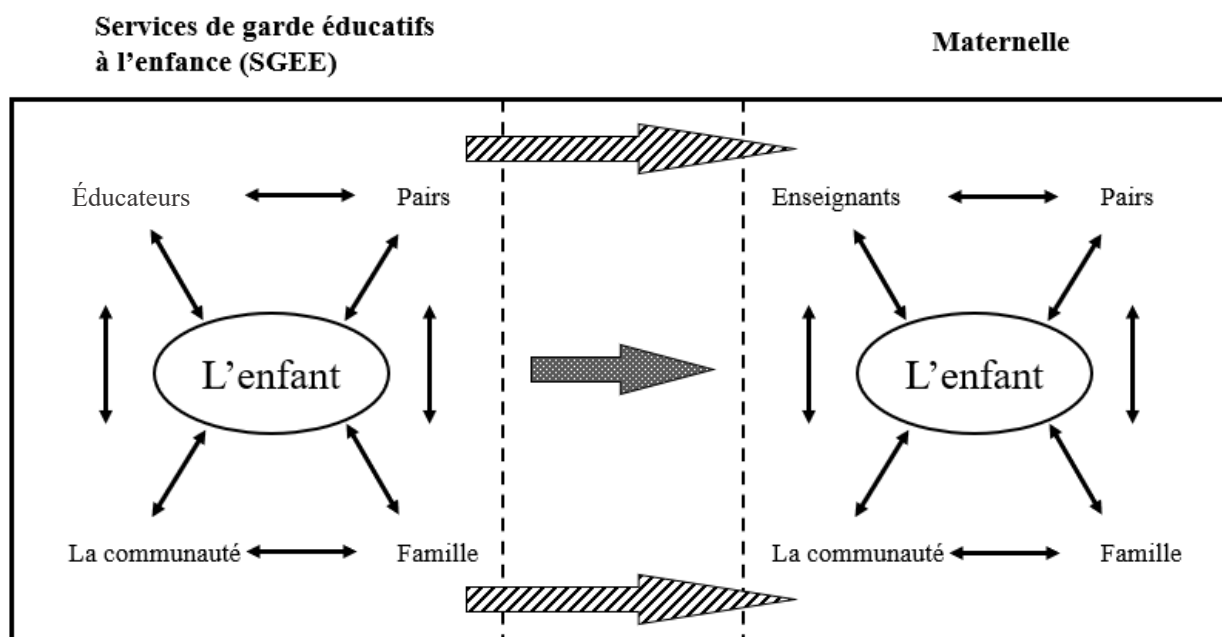 Services de garde éducatifs
à l’enfance (SGEE)
Maternelle
Éducateurs
Pairs
L’enfant
La communauté
Famille
Enseignants
Pairs
L’enfant
La communauté
Famille